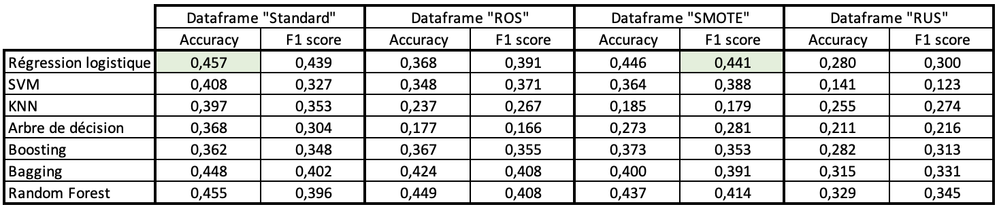 Dataframe "Standard" Dataframe "ROS" Dataframe "SMOTE" Dataframe "RUS"
Accuracy F1 score Accuracy F1 score Accuracy F1 score Accuracy F1 score
Régression logistique 0,457 0,439 0,368 0,391 0,446 0,441 0,280 0,300
SVM 0,408 0,327 0,348 0,371 0,364 0,388 0,141 0,123
KNN 0,397 0,353 0,237 0,267 0,185 0,179 0,255 0,274
Arbre de décision 0,368 0,304 0,177 0,166 0,273 0,281 0,211 0,216
Boosting 0,362 0,348 0,367 0,355 0,373 0,353 0,282 0,313
Bagging 0,448 0,402 0,424 0,408 0,400 0,391 0,315 0,331
Random Forest 0,455 0,396 0,449 0,408 0,437 0,414 0,329 0,345